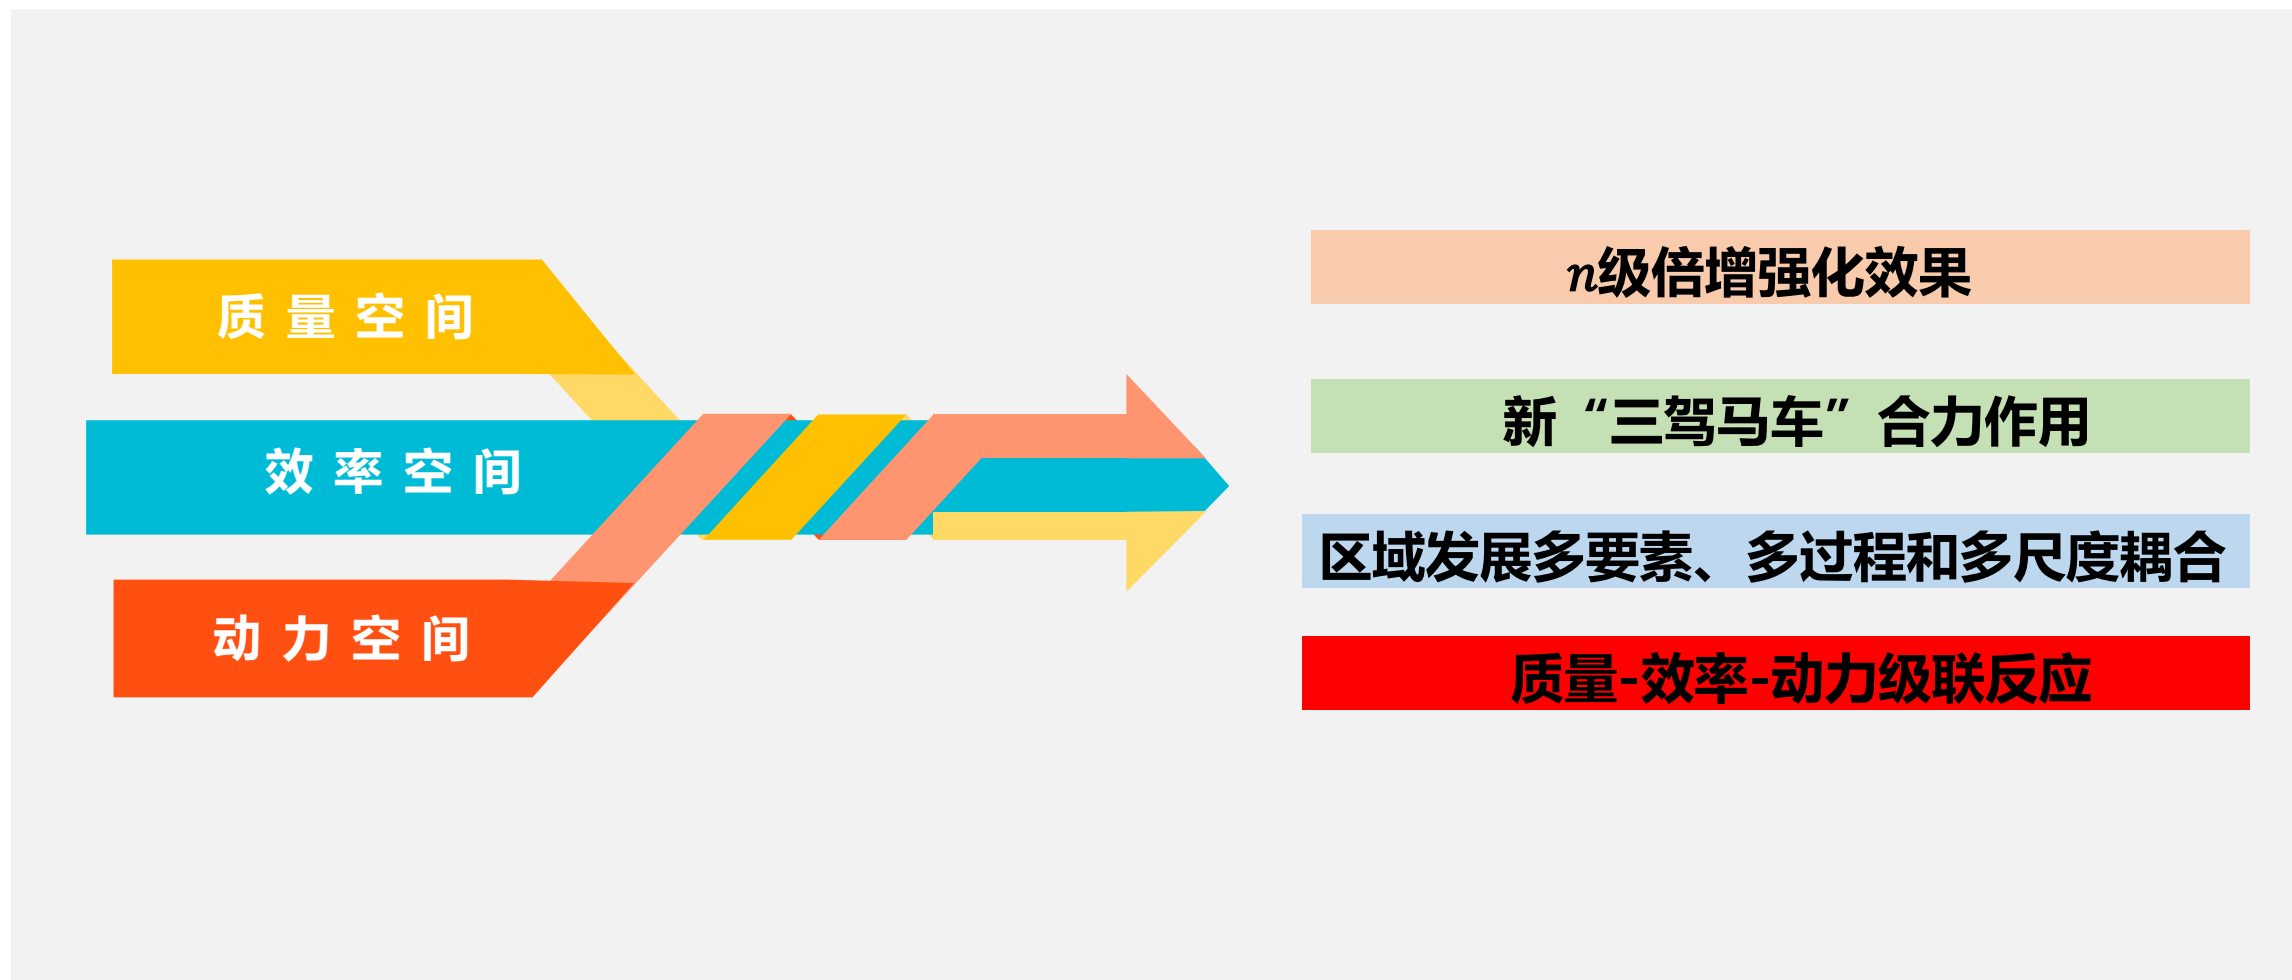 质量空间
效率空间
动力空间
n级倍增强化效果
新“三驾马车”合力作用
区域发展多要素、多过程和多尺度耦合
质量-效率-动力级联反应